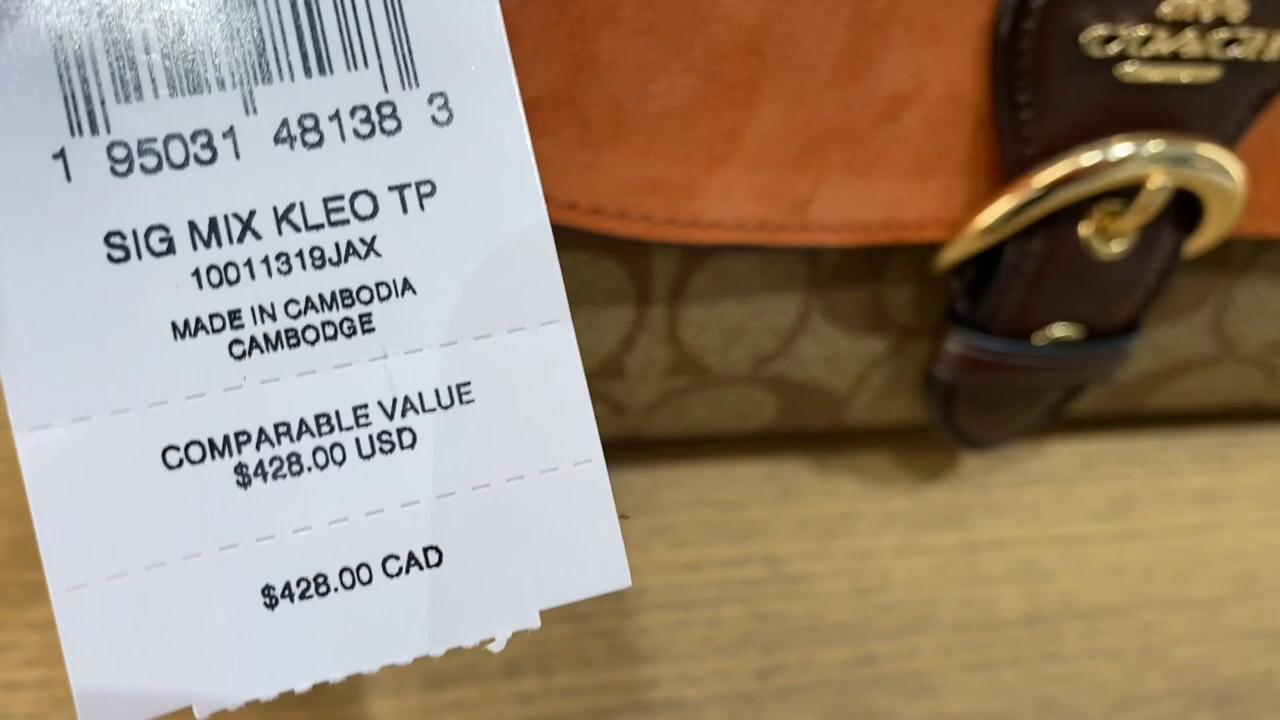 1 95031 48138 3
SIG MIX KLEO TP
10011319JAX
MADE IN CAMBODIA
CAMBODGE
COMPARABLE VALUE
$428.00 USD
$428.00 CAD
COACH